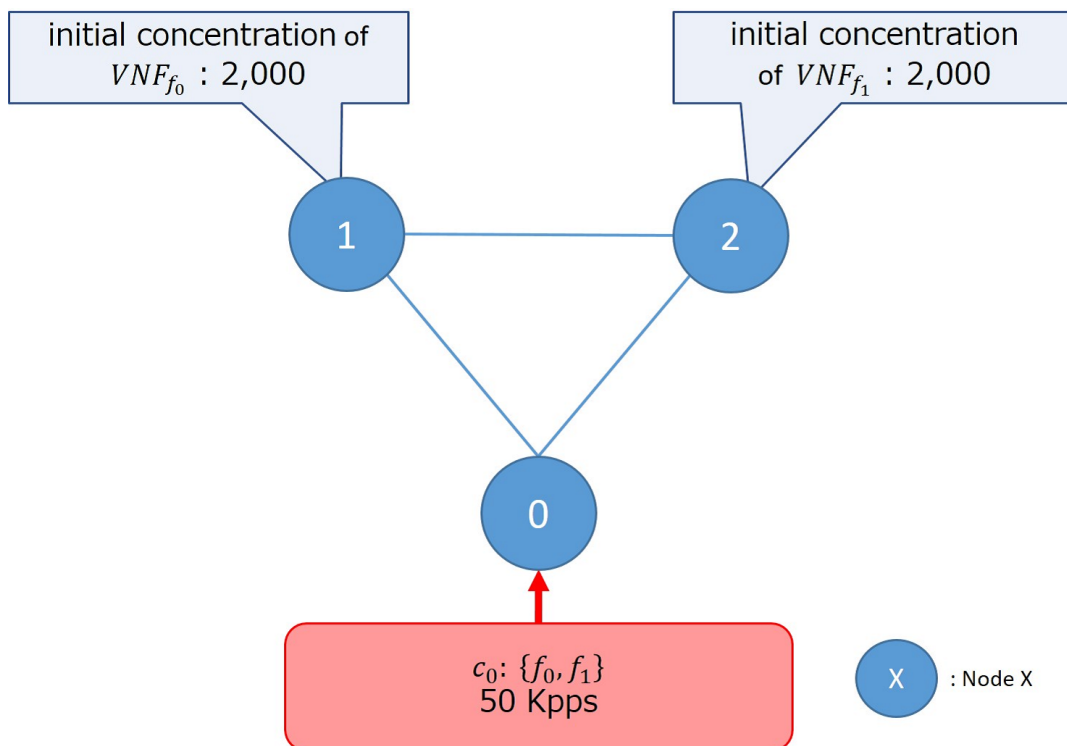 initial concentration of
VNF_{f_0} : 2,000
initial concentration
of VNF_{f_1} : 2,000
1
2
0
c_0: {f_0, f_1}
50 Kpps
X : Node X